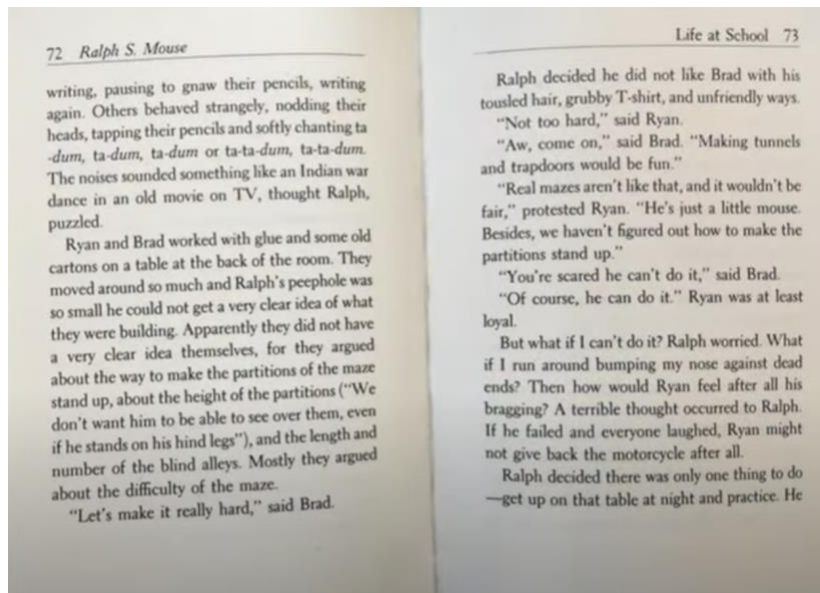 72 Ralph S. Mouse
writing, pausing to gnaw their pencils, writing
again. Others behaved strangely, nodding their
heads, tapping their pencils and softly chanting ta
-dum, ta-dum, ta-dum or ta-ta-dum, ta-ta-dum.
The noises sounded something like an Indian war
dance in an old movie on TV, thought Ralph,
puzzled.
Ryan and Brad worked with glue and some old
cartons on a table at the back of the room. They
moved around so much and Ralph's peephole was
so small he could not get a very clear idea of what
they were building. Apparently they did not have
a very clear idea themselves, for they argued
about the way to make the partitions of the maze
stand up, about the height of the partitions ("We
don't want him to be able to see over them, even
if he stands on his hind legs"), and the length and
number of the blind alleys. Mostly they argued
about the difficulty of the maze.
"Let's make it really hard," said Brad.
Life at School 73
Ralph decided he did not like Brad with his
tousled hair, grubby T-shirt, and unfriendly ways.
"Not too hard," said Ryan.
"Aw, come on," said Brad. "Making tunnels
and trapdoors would be fun."
"Real mazes aren't like that, and it wouldn't be
fair," protested Ryan. "He's just a little mouse.
Besides, we haven't figured out how to make the
partitions stand up."
"You're scared he can't do it," said Brad.
"Of course, he can do it." Ryan was at least
loyal.
But what if I can't do it? Ralph worried. What
if I run around bumping my nose against dead
ends? Then how would Ryan feel after all his
bragging? A terrible thought occurred to Ralph.
If he failed and everyone laughed, Ryan might
not give back the motorcycle after all.
Ralph decided there was only one thing to do
—get up on that table at night and practice. He